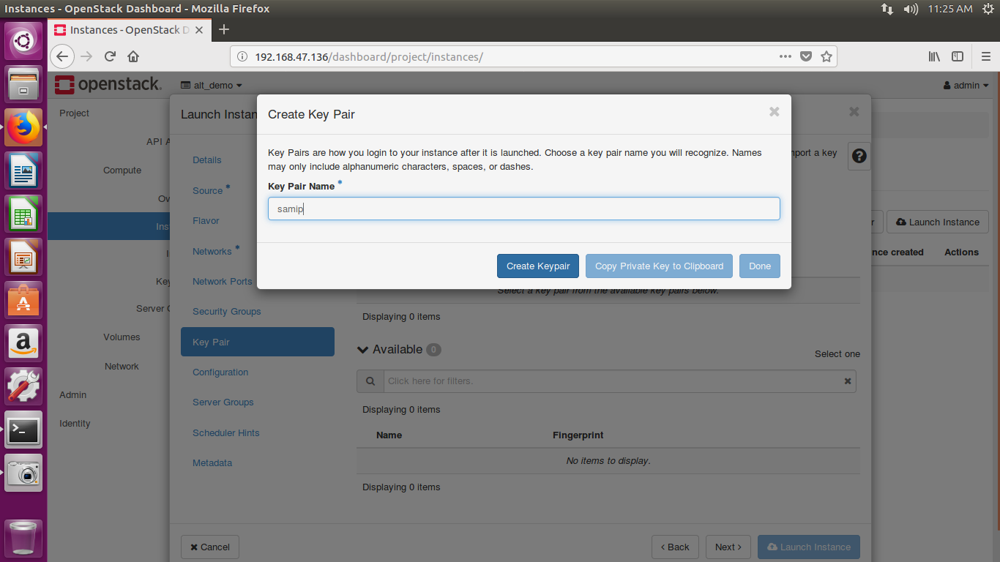 Instances - OpenStack Dashboard - Mozilla Firefox
11:25 AM
Instances - OpenStack D
192.168.47.136/dashboard/project/instances/
openstack.
alt_demo
admin
Project
API A
Compute
Ov
Ins
I
Key
Server G
Volumes
Network
Admin
Identity
Launch Instan
Details
Source *
Flavor
Networks *
Network Ports
Security Groups
Key Pair
Configuration
Server Groups
Scheduler Hints
Metadata
Create Key Pair
Key Pairs are how you login to your instance after it is launched. Choose a key pair name you will recognize. Names
may only include alphanumeric characters, spaces, or dashes.
Key Pair Name *
samip
Create Keypair
Copy Private Key to Clipboard
Done
mport a key
r
Launch Instance
nce created
Actions
Select a key pair from the available key pairs below.
Displaying 0 items
Available 0
Select one
Click here for filters.
Displaying 0 items
Name Fingerprint
No items to display.
Displaying 0 items
Cancel
< Back
Next >
Launch Instance